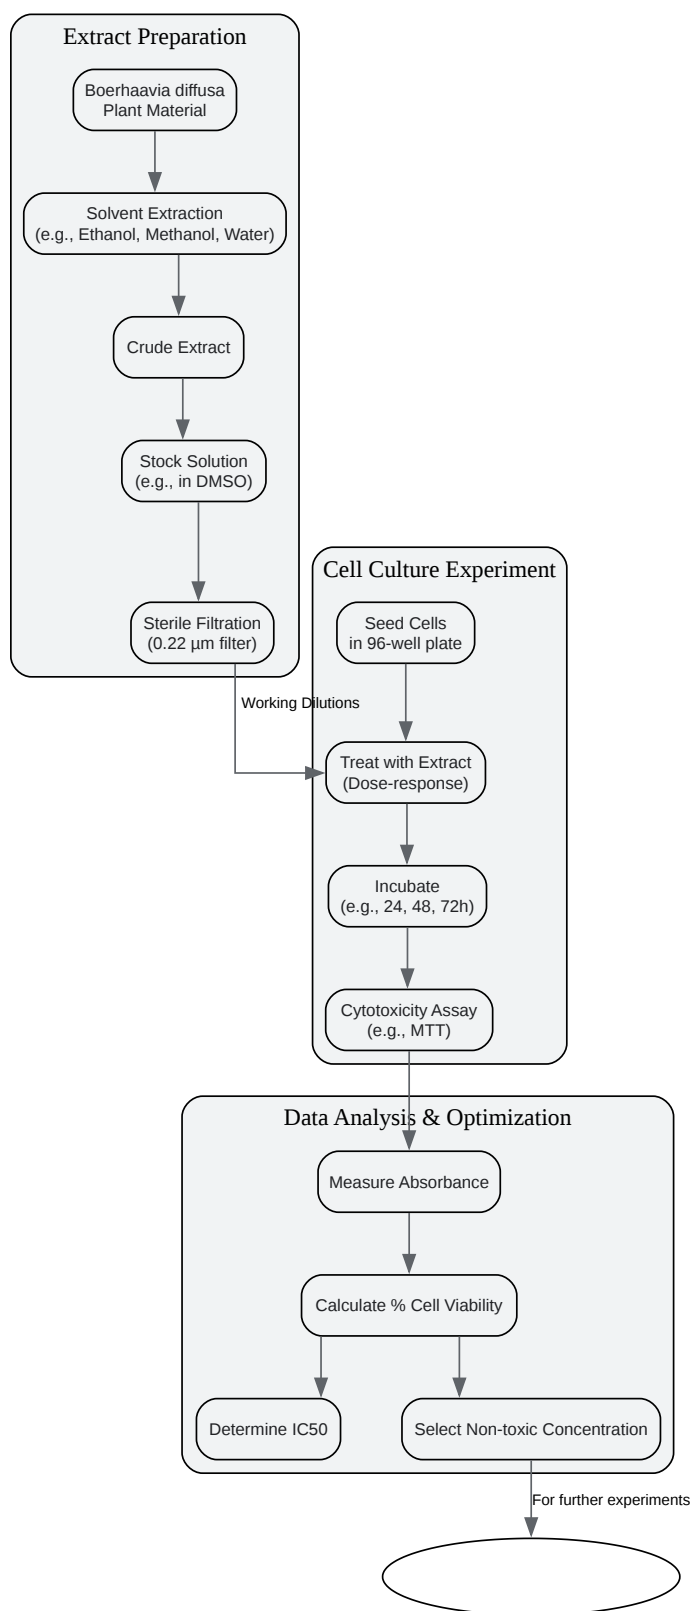 Extract Preparation
Boerhaavia diffusa
Plant Material
Solvent Extraction
(e.g., Ethanol, Methanol, Water)
Crude Extract
Stock Solution
(e.g., in DMSO)
Sterile Filtration
(0.22 µm filter)
Working Dilutions
Cell Culture Experiment
Seed Cells
in 96-well plate
Treat with Extract
(Dose-response)
Incubate
(e.g., 24, 48, 72h)
Cytotoxicity Assay
(e.g., MTT)
Data Analysis & Optimization
Measure Absorbance
Calculate % Cell Viability
Determine IC50
Select Non-toxic Concentration
For further experiments